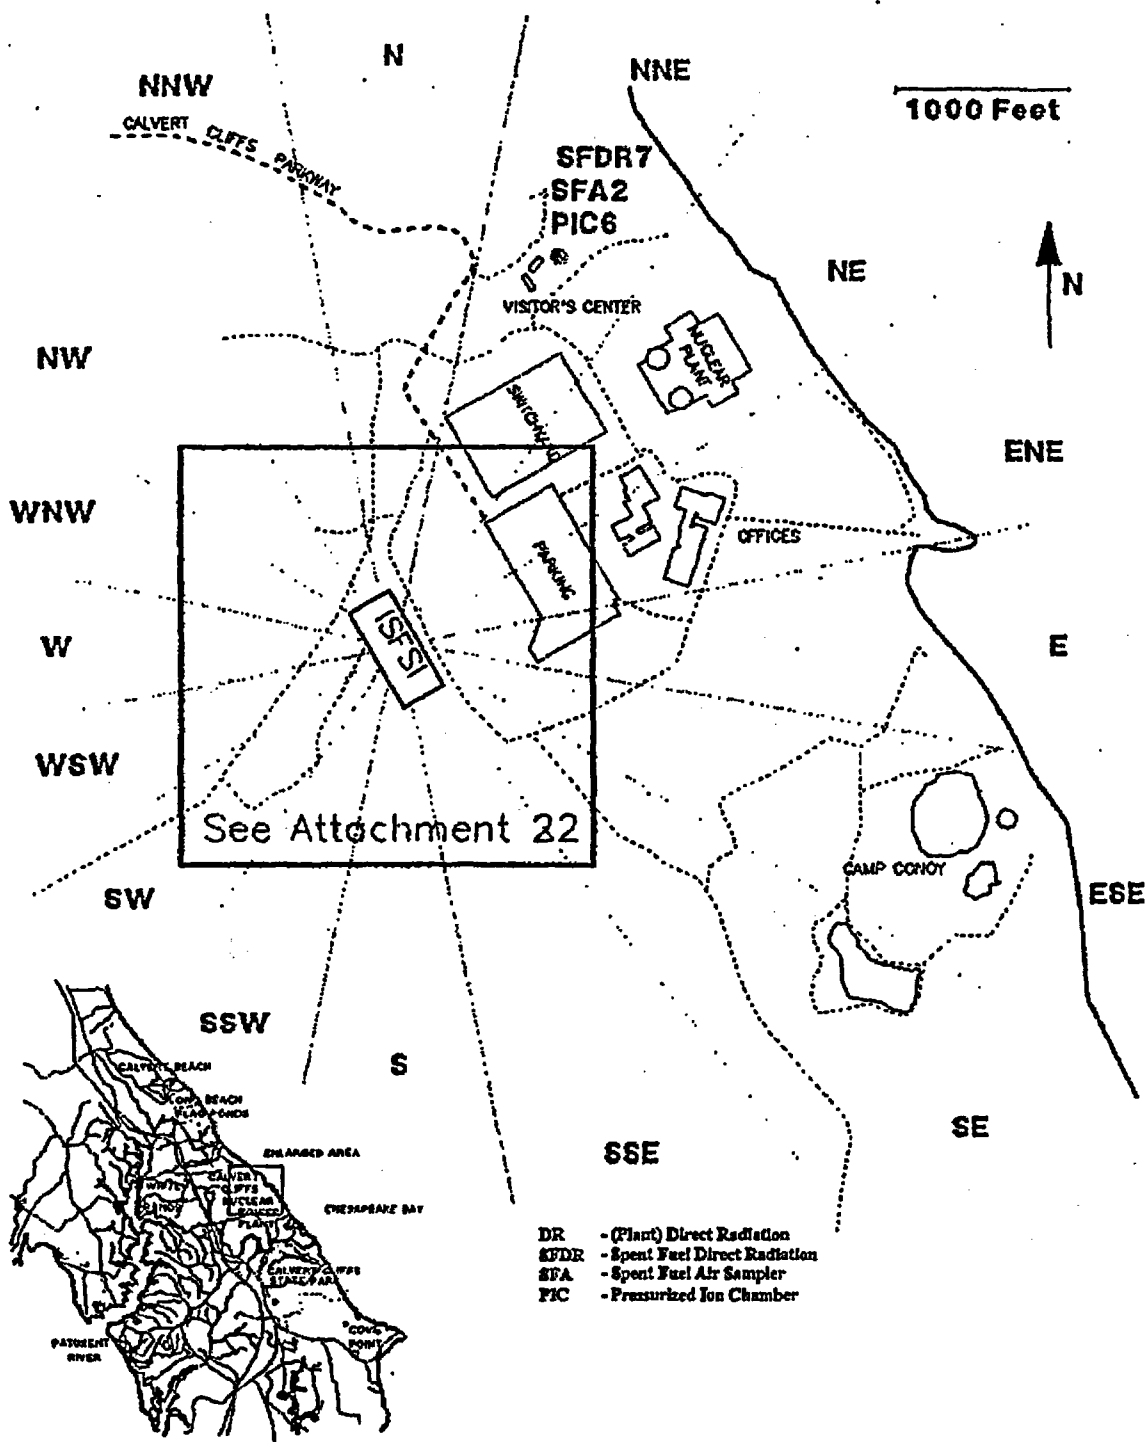 N
NNW
NNE
1000 Feet
CALVERT CLIFFS PARKWAY
SFDR7
SFA2
PIC6
NE
N
VISITOR'S CENTER
NUCLEAR
PLANT
NW
SWITCHYARD
ENE
WNW
OFFICES
PARKING
ISFSI
W
E
WSW
See Attachment 22
CAMP CONOY
SW
ESE
SSW
S
CALVERT BEACH
LONG BEACH
FLAG PONDS
SE
SSE
ENLARGED AREA
CALVERT
CLIFFS
NUCLEAR
POWER
PLANT
CHESAPEAKE BAY
DR - (Plant) Direct Radiation
SFDR - Spent Fuel Direct Radiation
SFA - Spent Fuel Air Sampler
PIC - Pressurized Ion Chamber
CALVERT CLIFFS
STATE PARK
COVE
POINT
PATUXENT
RIVER